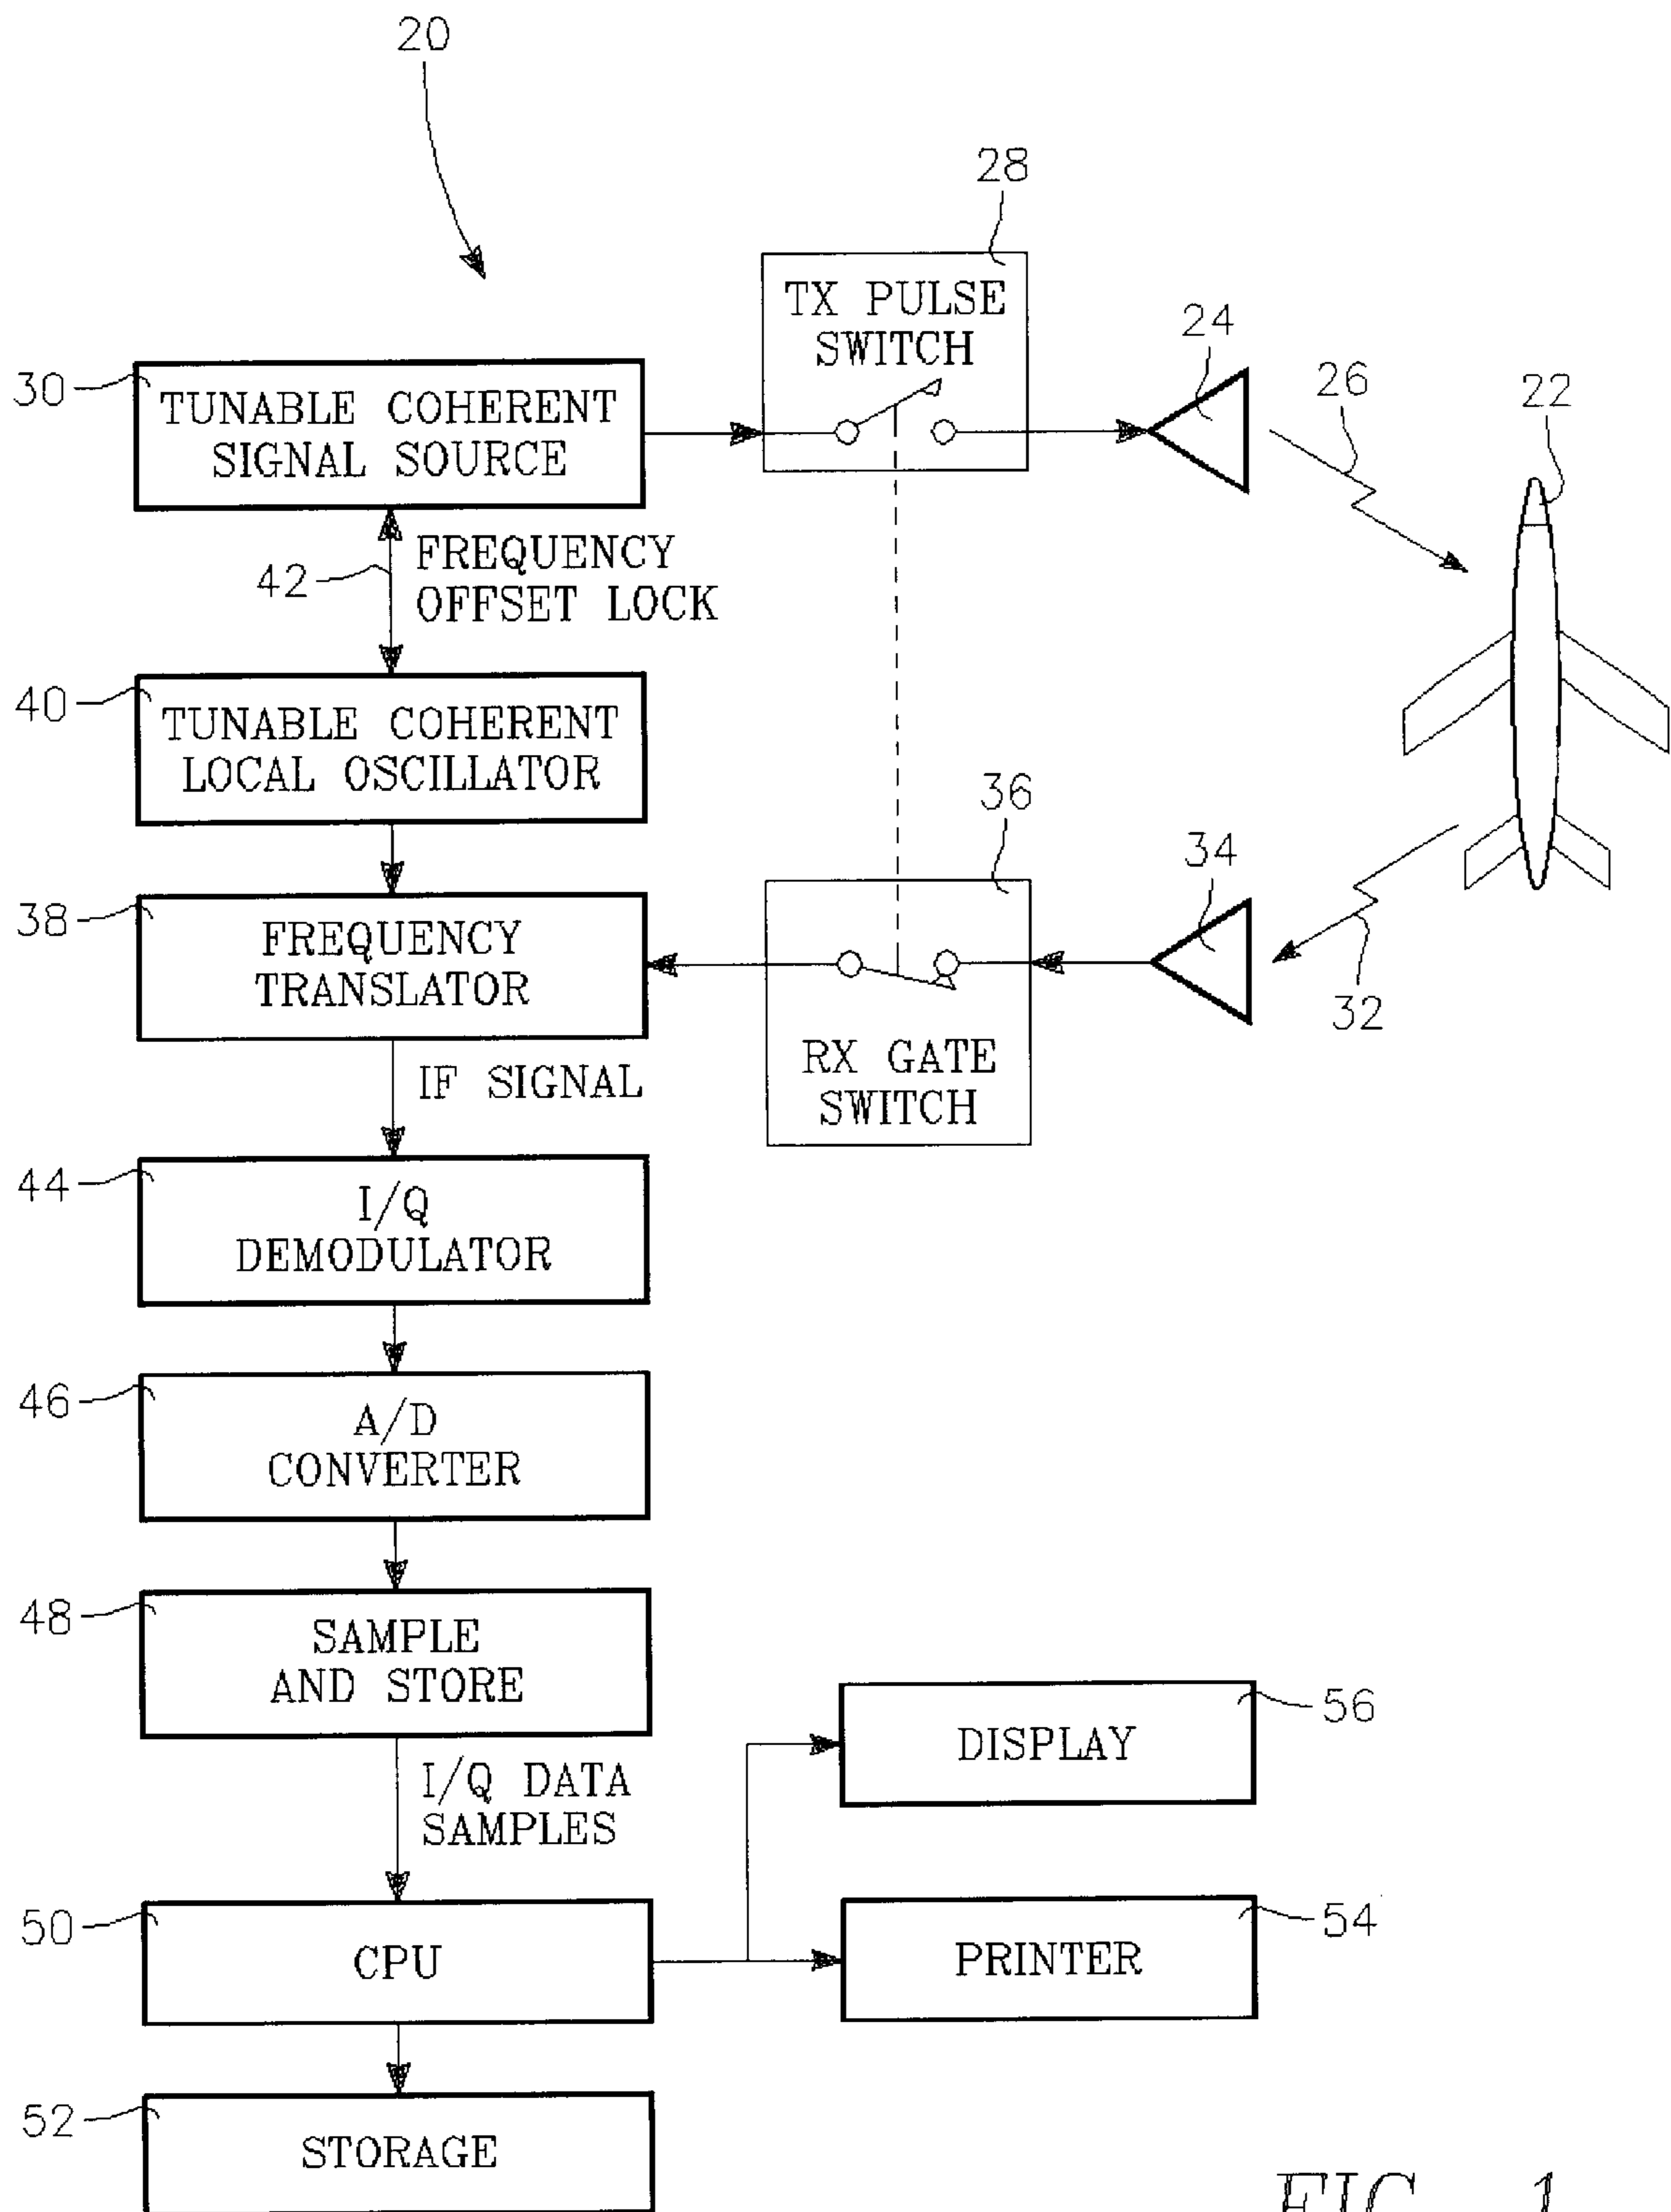 20
28
TX PULSE
SWITCH
24
26
22
30
TUNABLE COHERENT
SIGNAL SOURCE
42
FREQUENCY
OFFSET LOCK
40
TUNABLE COHERENT
LOCAL OSCILLATOR
36
34
38
FREQUENCY
TRANSLATOR
32
RX GATE
SWITCH
IF SIGNAL
44
I/Q
DEMODULATOR
46
A/D
CONVERTER
48
SAMPLE
AND STORE
56
DISPLAY
I/Q DATA
SAMPLES
50
CPU
54
PRINTER
52
STORAGE
FIG. 1